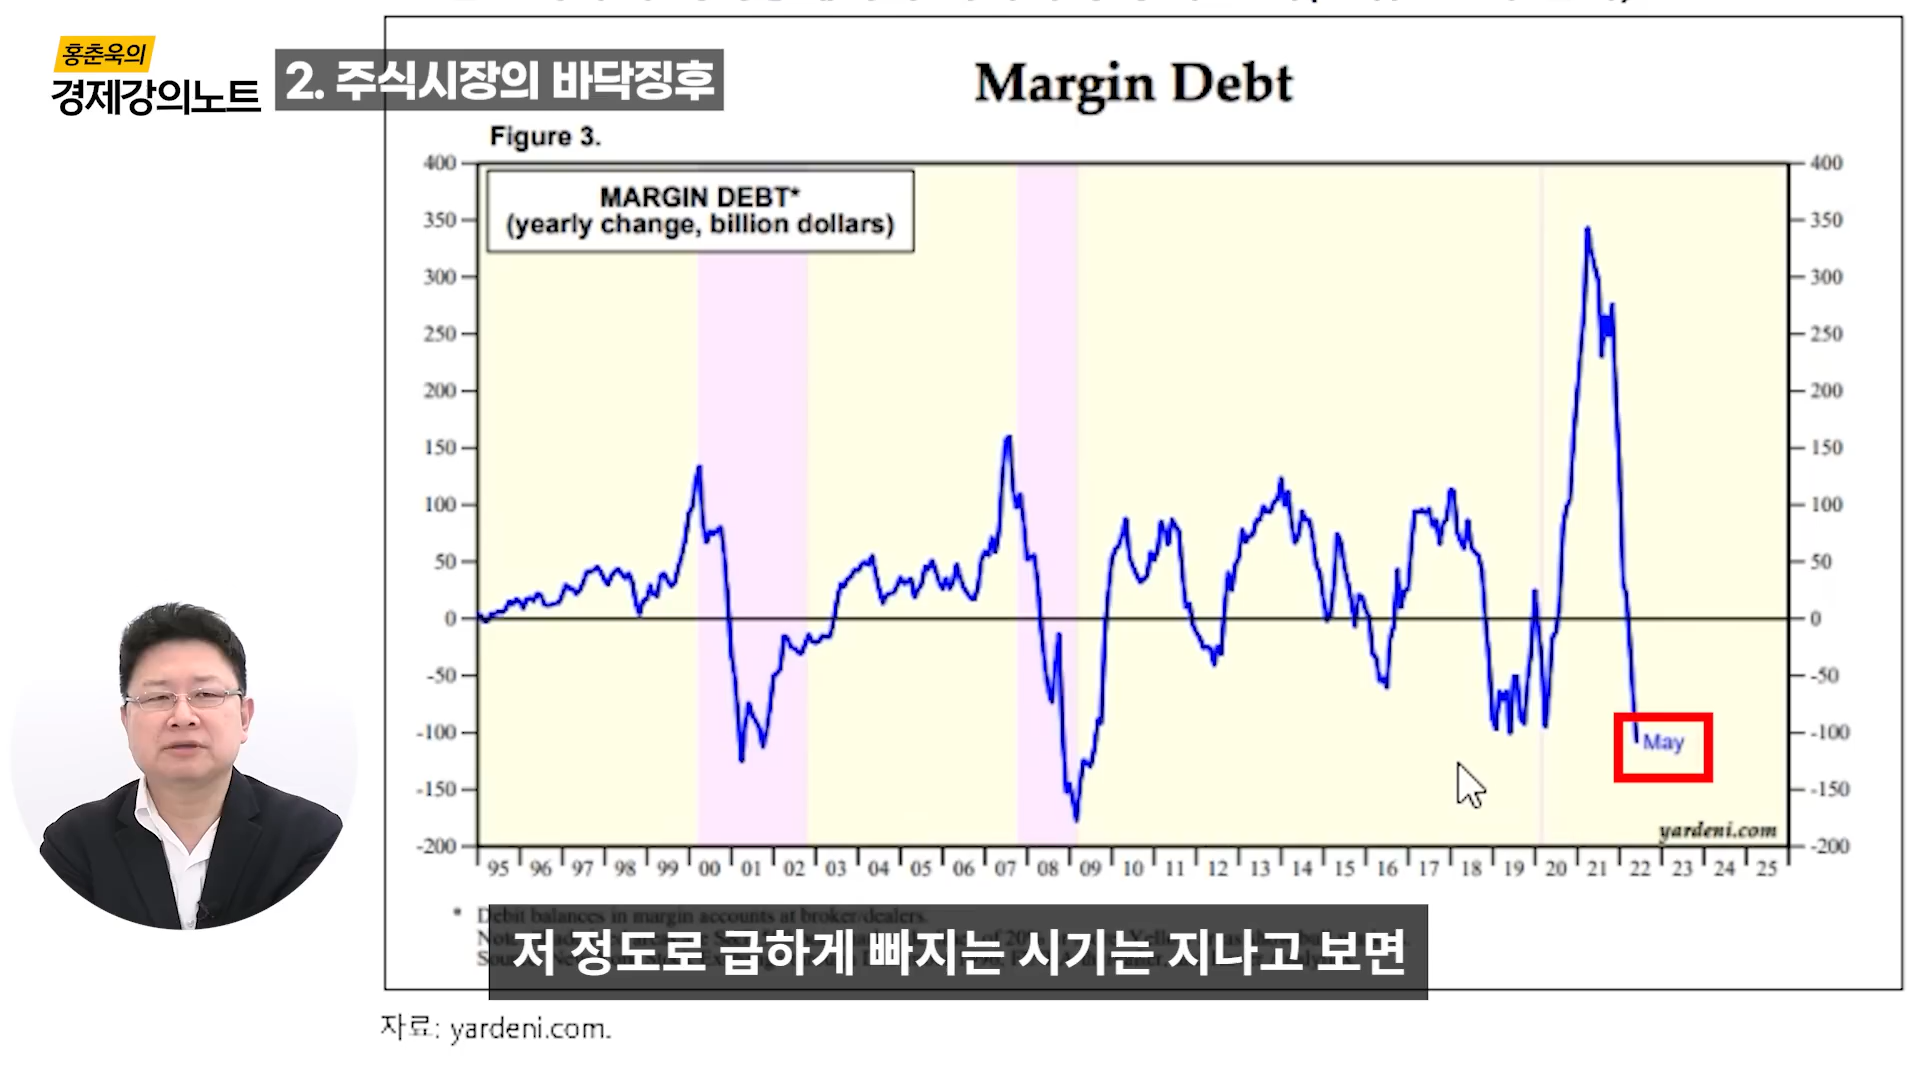 홍춘욱의
경제강의노트
2. 주식시장의 바닥징후
Margin Debt
Figure 3.
MARGIN DEBT*
(yearly change, billion dollars)
400 400
350 350
300 300
250 250
200 200
150 150
100 100
50 50
0 0
-50 -50
-100 -100
-150 -150
-200 -200
May
yardeni.com
95 96 97 98 99 00 01 02 03 04 05 06 07 08 09 10 11 12 13 14 15 16 17 18 19 20 21 22 23 24 25
* Debit balances in margin accounts at broker/dealers.
저 정도로 급하게 빠지는 시기는 지나고 보면
자료: yardeni.com.